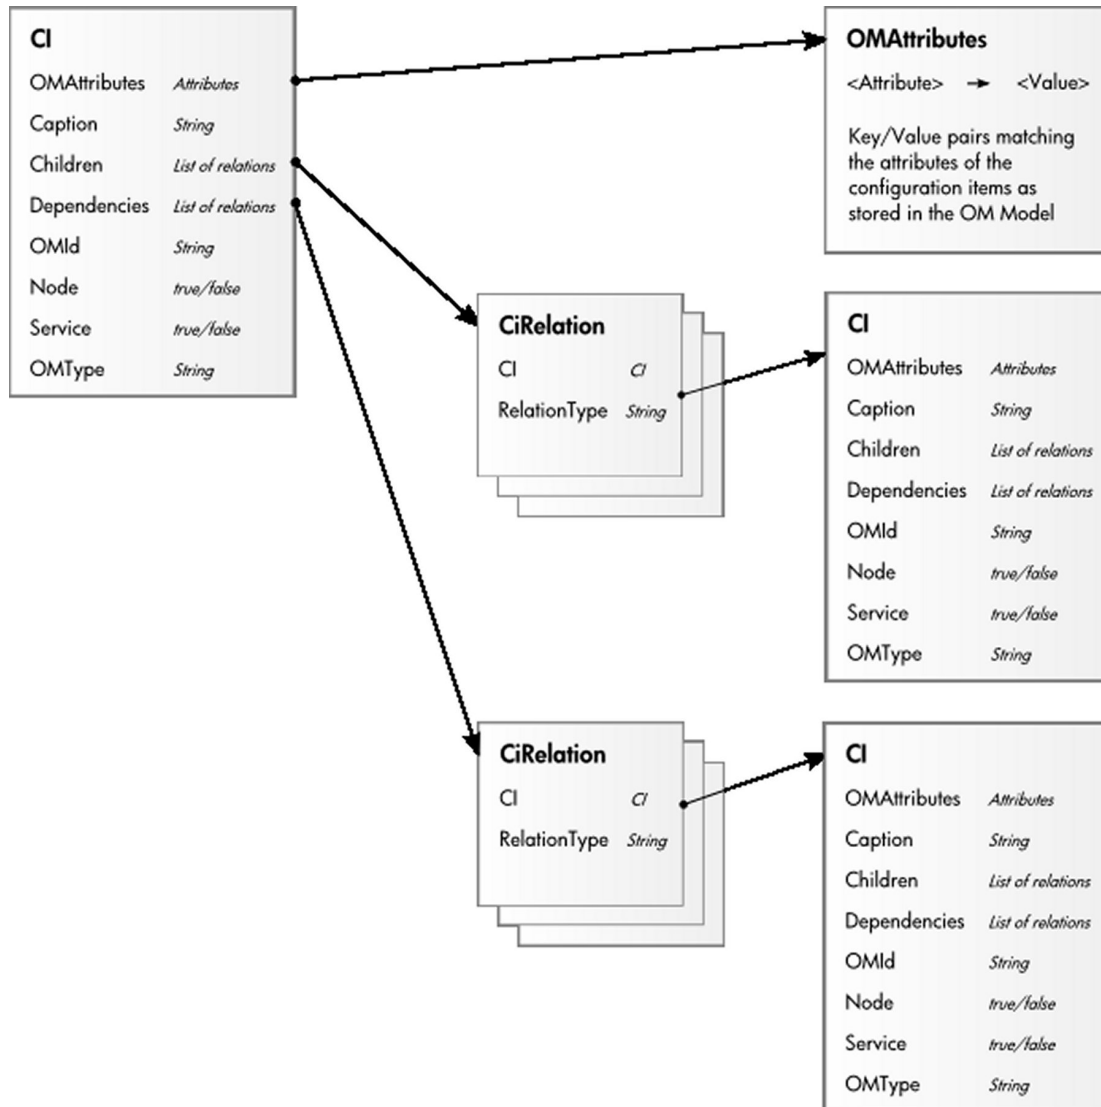 CI
OMAttributes Attributes
Caption String
Children List of relations
Dependencies List of relations
OMId String
Node true/false
Service true/false
OMType String
OMAttributes
<Attribute> → <Value>
Key/Value pairs matching
the attributes of the
configuration items as
stored in the OM Model
CiRelation
CI CI
RelationType String
CI
OMAttributes Attributes
Caption String
Children List of relations
Dependencies List of relations
OMId String
Node true/false
Service true/false
OMType String
CiRelation
CI CI
RelationType String
CI
OMAttributes Attributes
Caption String
Children List of relations
Dependencies List of relations
OMId String
Node true/false
Service true/false
OMType String